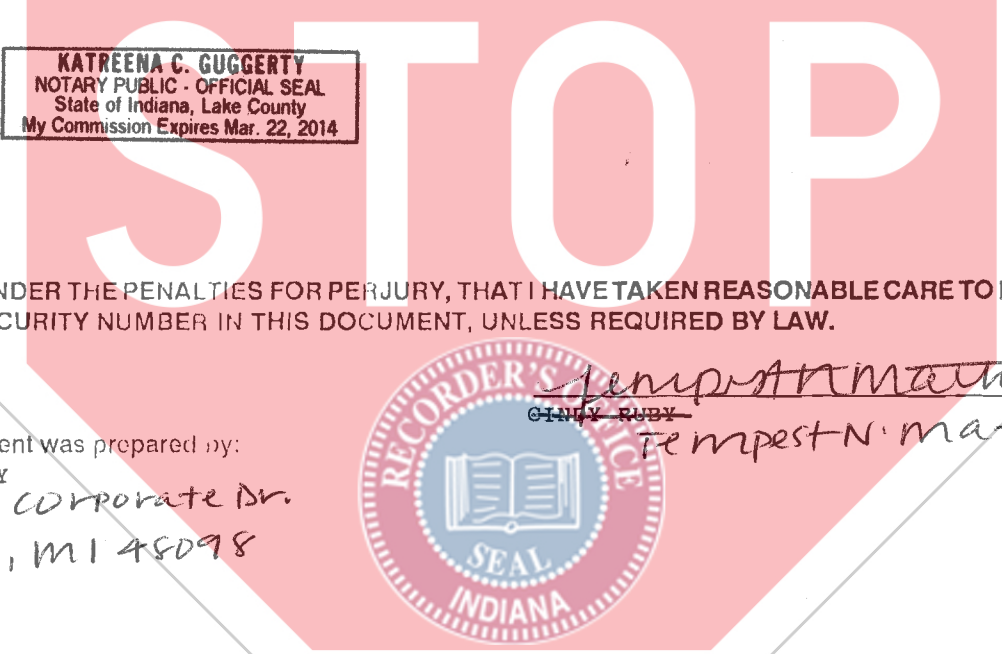 STOP
KATREENA C. GUGGERTY
NOTARY PUBLIC - OFFICIAL SEAL
State of Indiana, Lake County
My Commission Expires Mar. 22, 2014
NDER THE PENALTIES FOR PERJURY, THAT I HAVE TAKEN REASONABLE CARE TO
CURITY NUMBER IN THIS DOCUMENT, UNLESS REQUIRED BY LAW.
Tempest N Matt
CINDY RUBY
Tempest N. Ma
ent was prepared by:
Y
corporate Dr.
, MI 48098
RECORDER'S OFFICE
SEAL
INDIANA